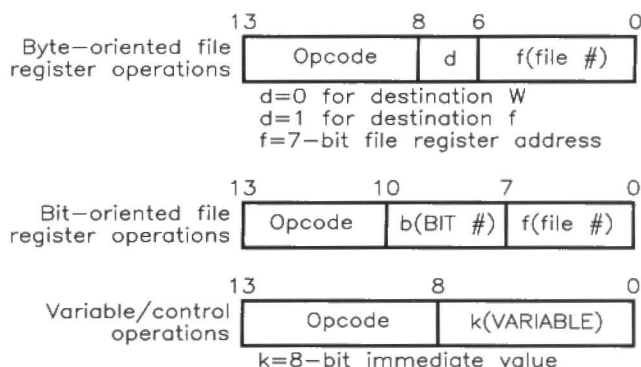 13 8 6 0
Byte-oriented file
register operations
Opcode d f(file #)
d=0 for destination W
d=1 for destination f
f=7-bit file register address
13 10 7 0
Bit-oriented file
register operations
Opcode b(BIT #) f(file #)
13 8 0
Variable/control
operations
Opcode k(VARIABLE)
k=8-bit immediate value